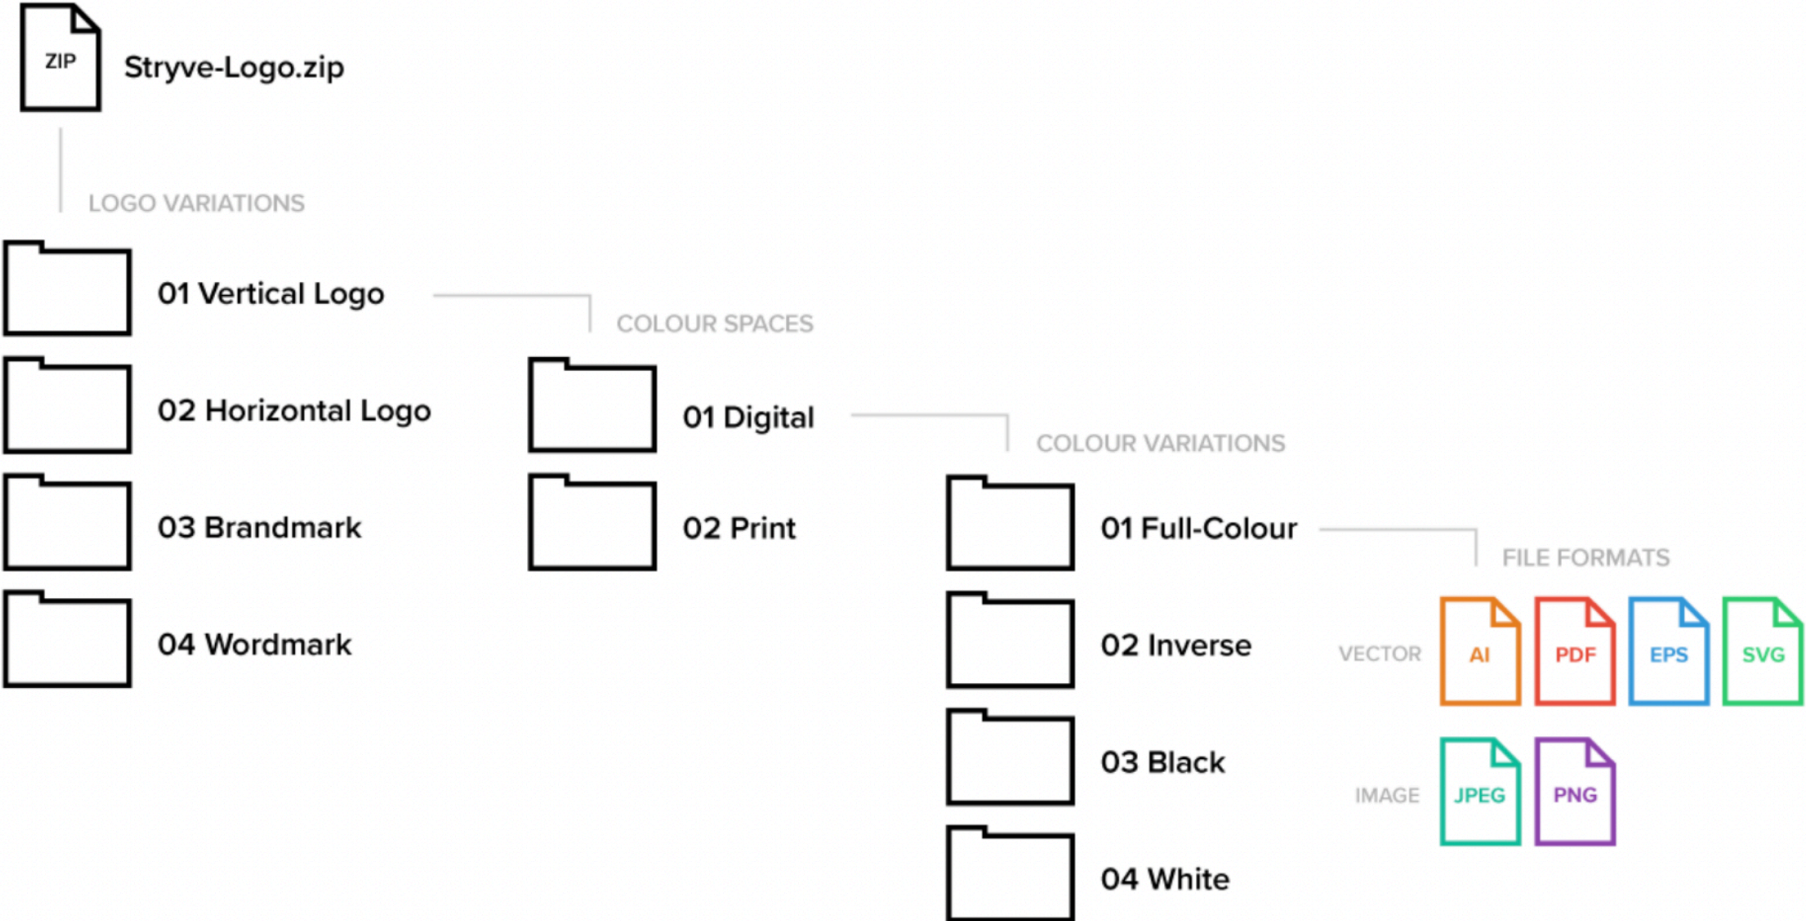 ZIP
Stryve-Logo.zip
LOGO VARIATIONS
01 Vertical Logo
02 Horizontal Logo
03 Brandmark
04 Wordmark
COLOUR SPACES
01 Digital
02 Print
COLOUR VARIATIONS
01 Full-Colour
02 Inverse
03 Black
04 White
FILE FORMATS
VECTOR AI PDF EPS SVG
IMAGE JPEG PNG